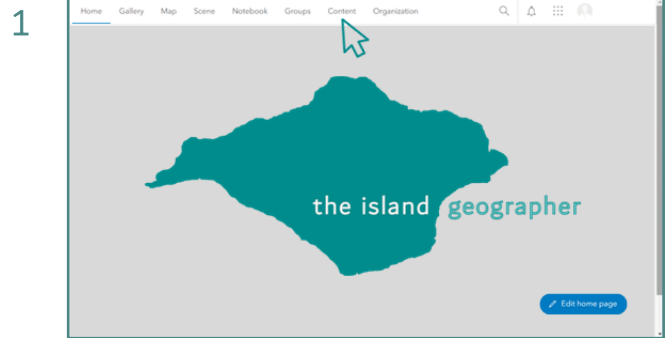 1
Home Gallery Map Scene Notebook Groups Content Organization
the island geographer
Edit home page